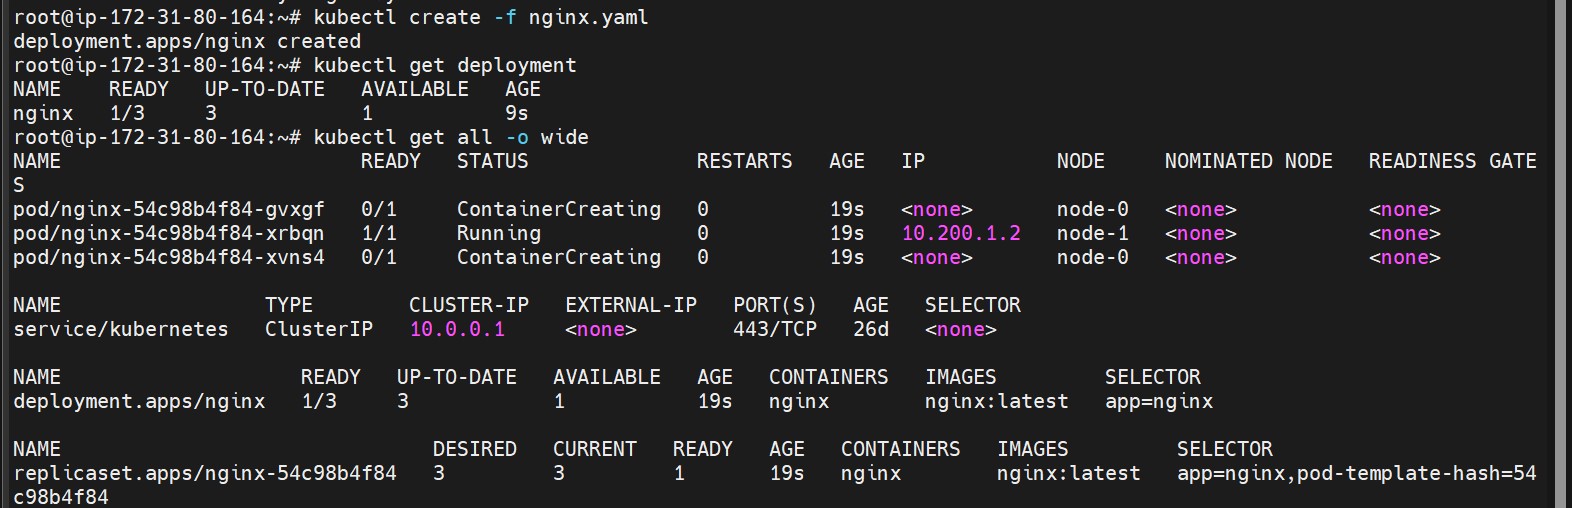 root@ip-172-31-80-164:~# kubectl create -f nginx.yaml
deployment.apps/nginx created
root@ip-172-31-80-164:~# kubectl get deployment
NAME    READY   UP-TO-DATE   AVAILABLE   AGE
nginx   1/3     3            1           9s
root@ip-172-31-80-164:~# kubectl get all -o wide
NAME                         READY   STATUS              RESTARTS   AGE   IP           NODE     NOMINATED NODE   READINESS GATE
S
pod/nginx-54c98b4f84-gvxgf   0/1     ContainerCreating   0          19s   <none>       node-0   <none>           <none>
pod/nginx-54c98b4f84-xrbqn   1/1     Running             0          19s   10.200.1.2   node-1   <none>           <none>
pod/nginx-54c98b4f84-xvns4   0/1     ContainerCreating   0          19s   <none>       node-0   <none>           <none>

NAME                 TYPE        CLUSTER-IP   EXTERNAL-IP   PORT(S)   AGE   SELECTOR
service/kubernetes   ClusterIP   10.0.0.1     <none>        443/TCP   26d   <none>

NAME                    READY   UP-TO-DATE   AVAILABLE   AGE   CONTAINERS   IMAGES         SELECTOR
deployment.apps/nginx   1/3     3            1           19s   nginx        nginx:latest   app=nginx

NAME                               DESIRED   CURRENT   READY   AGE   CONTAINERS   IMAGES         SELECTOR
replicaset.apps/nginx-54c98b4f84   3         3         1       19s   nginx        nginx:latest   app=nginx,pod-template-hash=54
c98b4f84